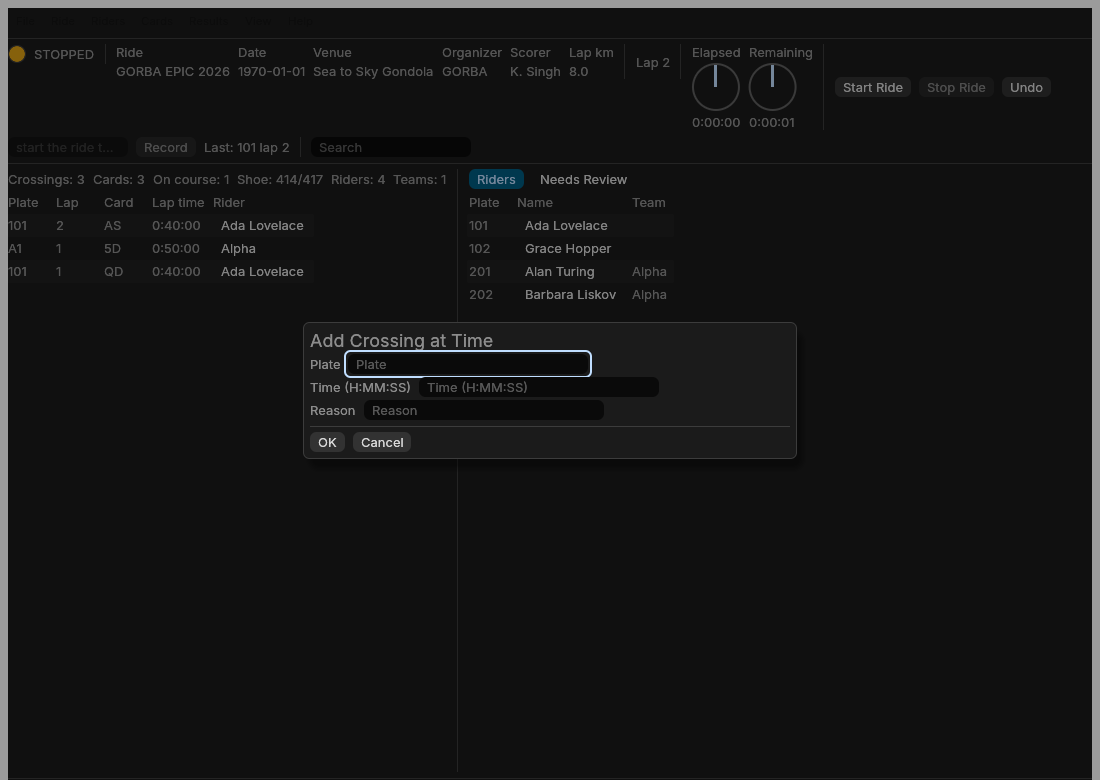 STOPPED
Ride Date Venue Organizer Scorer Lap km
GORBA EPIC 2026 1970-01-01 Sea to Sky Gondola GORBA K. Singh 8.0
Lap 2
Elapsed Remaining
0:00:00 0:00:01
Start Ride Stop Ride Undo
start the ride t... Record Last: 101 lap 2 Search
Crossings: 3 Cards: 3 On course: 1 Shoe: 414/417 Riders: 4 Teams: 1
Plate Lap Card Lap time Rider
101 2 AS 0:40:00 Ada Lovelace
A1 1 5D 0:50:00 Alpha
101 1 QD 0:40:00 Ada Lovelace
Riders Needs Review
Plate Name Team
101 Ada Lovelace
102 Grace Hopper
201 Alan Turing Alpha
202 Barbara Liskov Alpha
Add Crossing at Time
Plate Plate
Time (H:MM:SS) Time (H:MM:SS)
Reason Reason
OK Cancel